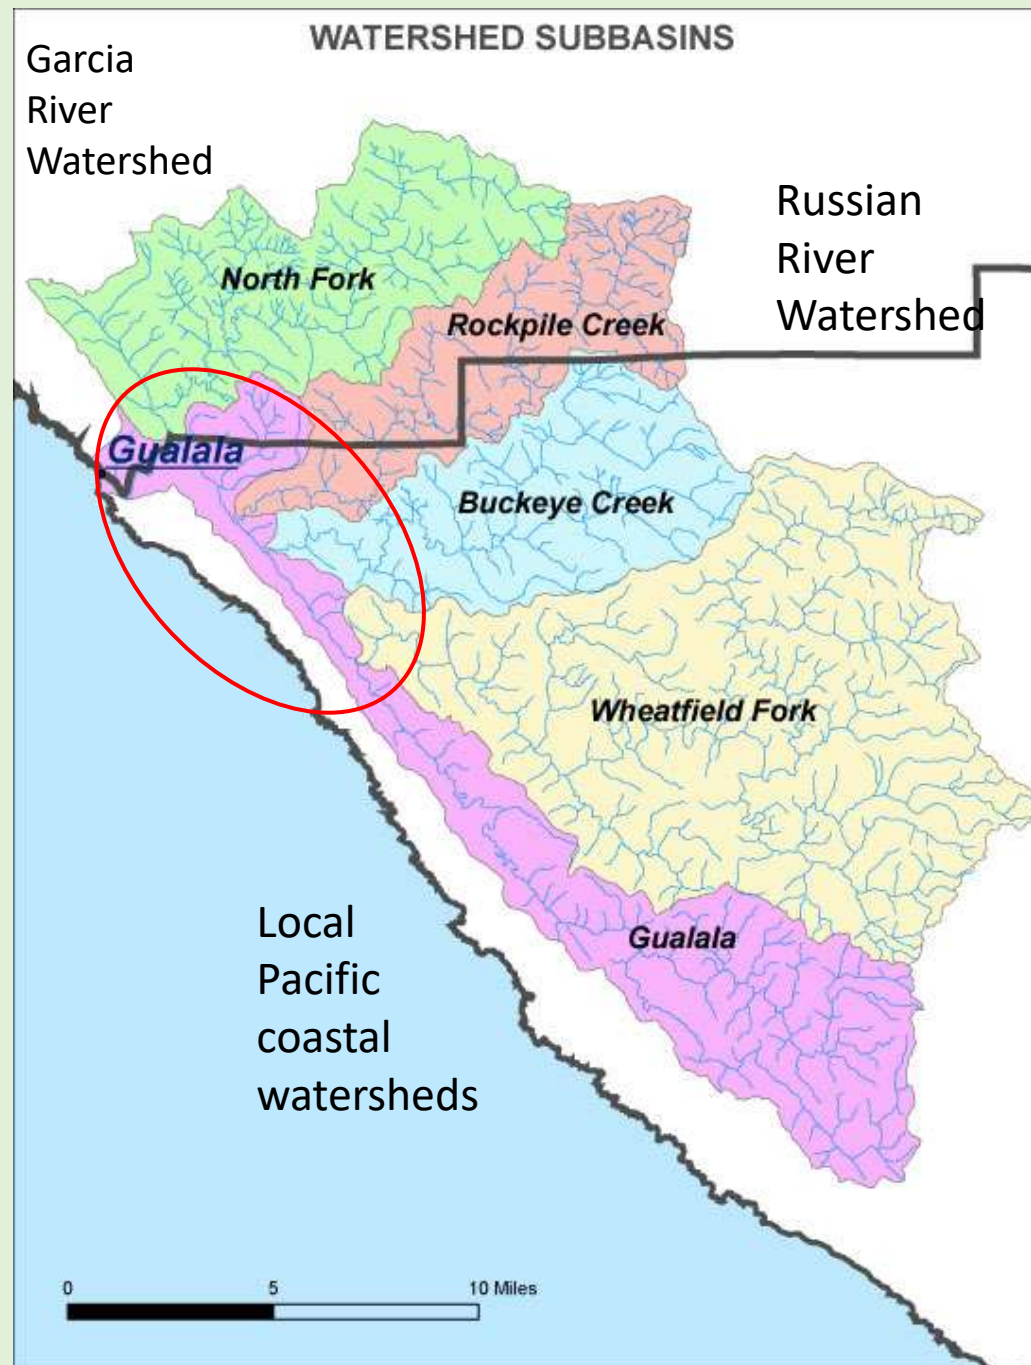 WATERSHED SUBBASINS
Garcia
River
Watershed
Russian
River
Watershed
North Fork
Rockpile Creek
Gualala
Buckeye Creek
Wheatfield Fork
Gualala
Local
Pacific
coastal
watersheds
0 5 10 Miles